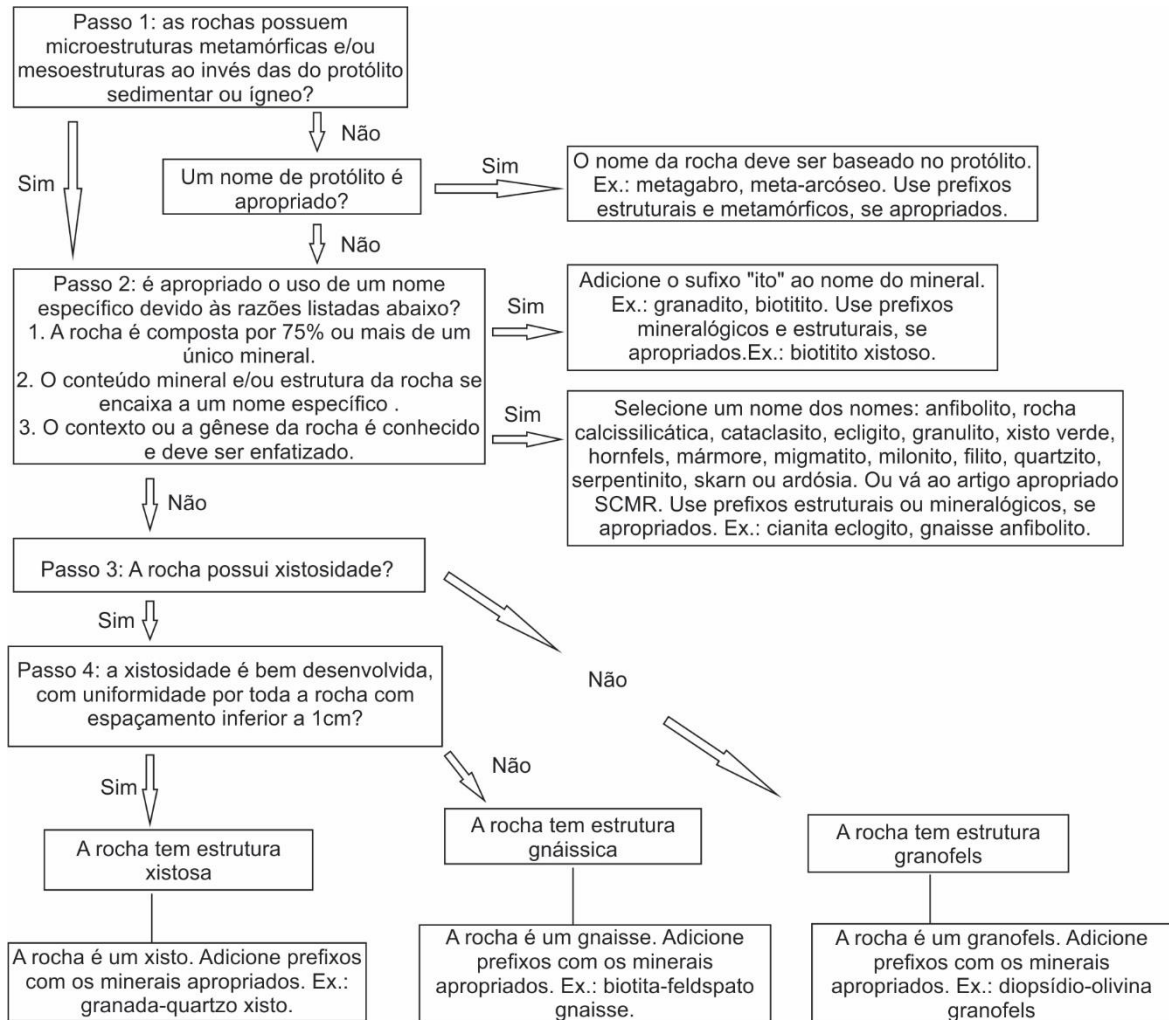 Passo 1: as rochas possuem
microestruturas metamórficas e/ou
mesoestruturas ao invés das do protólito
sedimentar ou ígneo?
Não
Sim
Um nome de protólito é
apropriado?
Sim
O nome da rocha deve ser baseado no protólito.
Ex.: metagabro, meta-arcóseo. Use prefixos
estruturais e metamórficos, se apropriados.
Não
Passo 2: é apropriado o uso de um nome
específico devido às razões listadas abaixo?
1. A rocha é composta por 75% ou mais de um
único mineral.
2. O conteúdo mineral e/ou estrutura da rocha se
encaixa a um nome específico .
3. O contexto ou a gênese da rocha é conhecido
e deve ser enfatizado.
Sim
Adicione o sufixo "ito" ao nome do mineral.
Ex.: granadito, biotitito. Use prefixos
mineralógicos e estruturais, se
apropriados.Ex.: biotitito xistoso.
Sim
Selecione um nome dos nomes: anfibolito, rocha
calcissilicática, cataclasito, ecligito, granulito, xisto verde,
hornfels, mármore, migmatito, milonito, filito, quartzito,
serpentinito, skarn ou ardósia. Ou vá ao artigo apropriado
SCMR. Use prefixos estruturais ou mineralógicos, se
apropriados. Ex.: cianita eclogito, gnaisse anfibolito.
Não
Passo 3: A rocha possui xistosidade?
Sim
Não
Passo 4: a xistosidade é bem desenvolvida,
com uniformidade por toda a rocha com
espaçamento inferior a 1cm?
Sim
Não
A rocha tem estrutura
xistosa
A rocha tem estrutura
gnáissica
A rocha tem estrutura
granofels
A rocha é um xisto. Adicione prefixos
com os minerais apropriados. Ex.:
granada-quartzo xisto.
A rocha é um gnaisse. Adicione
prefixos com os minerais
apropriados. Ex.: biotita-feldspato
gnaisse.
A rocha é um granofels. Adicione
prefixos com os minerais
apropriados. Ex.: diopsídio-olivina
granofels